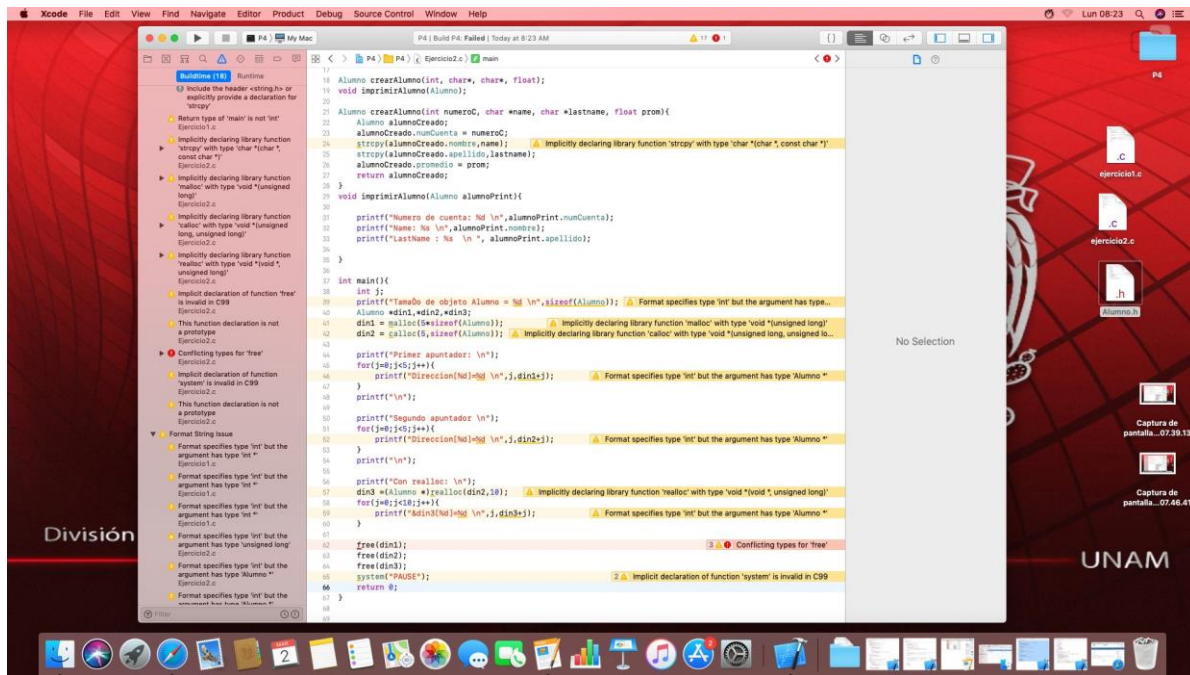 Xcode File Edit View Find Navigate Editor Product Debug Source Control Window Help
Lun 08:23
P4 My Mac
P4 | Build P4: Failed | Today at 8:23 AM
17 1
Buildtime (18) Runtime
P4 P4 Ejercicio2.c main
Include the header <string.h> or
explicitly provide a declaration for
'strcpy'
Return type of 'main' is not 'int'
Ejercicio1.c
Implicitly declaring library function
'strcpy' with type 'char *(char *,
const char *)'
Ejercicio2.c
Implicitly declaring library function
'malloc' with type 'void *(unsigned
long)'
Ejercicio2.c
Implicitly declaring library function
'calloc' with type 'void *(unsigned
long, unsigned long)'
Ejercicio2.c
Implicitly declaring library function
'realloc' with type 'void *(void *,
unsigned long)'
Ejercicio2.c
Implicit declaration of function 'free'
is invalid in C99
Ejercicio2.c
This function declaration is not
a prototype
Ejercicio2.c
Conflicting types for 'free'
Ejercicio2.c
Implicit declaration of function
'system' is invalid in C99
Ejercicio2.c
This function declaration is not
a prototype
Ejercicio2.c
Format String Issue
Format specifies type 'int' but the
argument has type 'int *'
Ejercicio1.c
Format specifies type 'int' but the
argument has type 'int *'
Ejercicio1.c
Format specifies type 'int' but the
argument has type 'int *'
Ejercicio1.c
Format specifies type 'int' but the
argument has type 'unsigned long'
Ejercicio2.c
Format specifies type 'int' but the
argument has type 'Alumno *'
Ejercicio2.c
Format specifies type 'int' but the
argument has type 'Alumno *'
Filter
17
18 Alumno crearAlumno(int, char*, char*, float);
19 void imprimirAlumno(Alumno);
20
21 Alumno crearAlumno(int numeroC, char *name, char *lastname, float prom){
22 Alumno alumnoCreado;
23 alumnoCreado.numCuenta = numeroC;
24 strcpy(alumnoCreado.nombre,name); Implicitly declaring library function 'strcpy' with type 'char *(char *, const char *)'
25 strcpy(alumnoCreado.apellido,lastname);
26 alumnoCreado.promedio = prom;
27 return alumnoCreado;
28 }
29 void imprimirAlumno(Alumno alumnoPrint){
30
31 printf("Numero de cuenta: %d \n",alumnoPrint.numCuenta);
32 printf("Name: %s \n",alumnoPrint.nombre);
33 printf("LastName : %s \n ", alumnoPrint.apellido);
34
35 }
36
37 int main(){
38 int j;
39 printf("TamaÒo de objeto Alumno = %d \n",sizeof(Alumno)); Format specifies type 'int' but the argument has type...
40 Alumno *din1,*din2,*din3;
41 din1 = malloc(5*sizeof(Alumno)); Implicitly declaring library function 'malloc' with type 'void *(unsigned long)'
42 din2 = calloc(5,sizeof(Alumno)); Implicitly declaring library function 'calloc' with type 'void *(unsigned long, unsigned lo...
43
44 printf("Primer apuntador: \n");
45 for(j=0;j<5;j++){
46 printf("Direccion[%d]=%d \n",j,din1+j); Format specifies type 'int' but the argument has type 'Alumno *'
47 }
48 printf("\n");
49
50 printf("Segundo apuntador \n");
51 for(j=0;j<5;j++){
52 printf("Direccion[%d]=%d \n",j,din2+j); Format specifies type 'int' but the argument has type 'Alumno *'
53 }
54 printf("\n");
55
56 printf("Con realloc: \n");
57 din3 =(Alumno *)realloc(din2,10); Implicitly declaring library function 'realloc' with type 'void *(void *, unsigned long)'
58 for(j=0;j<10;j++){
59 printf("&din3[%d]=%d \n",j,din3+j); Format specifies type 'int' but the argument has type 'Alumno *'
60 }
61
62 free(din1); 3 Conflicting types for 'free'
63 free(din2);
64 free(din3);
65 system("PAUSE"); 2 Implicit declaration of function 'system' is invalid in C99
66 return 0;
67 }
68
69
No Selection
P4
.c
ejercicio1.c
.c
ejercicio2.c
.h
Alumno.h
Captura de
pantalla...07.39.13
Captura de
pantalla...07.46.41
División
UNAM
2